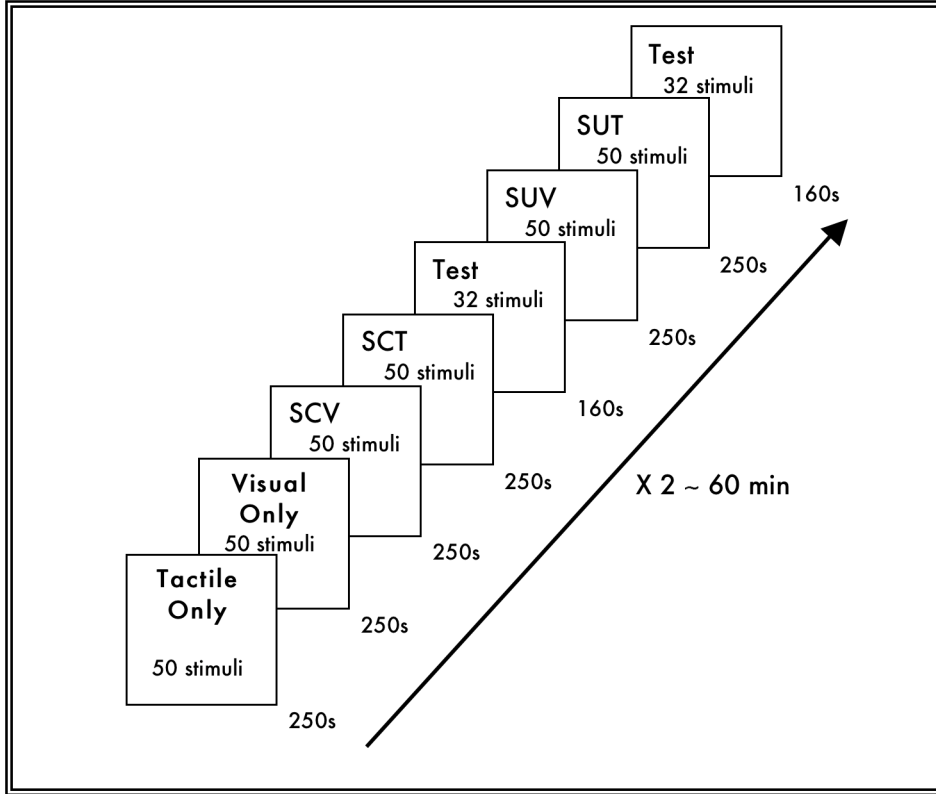 Test
32 stimuli
SUT
50 stimuli
160s
SUV
50 stimuli
250s
Test
32 stimuli
250s
SCT
50 stimuli
160s
SCV
50 stimuli
250s
X 2 ~ 60 min
Visual
Only
50 stimuli
250s
Tactile
Only
50 stimuli
250s
250s